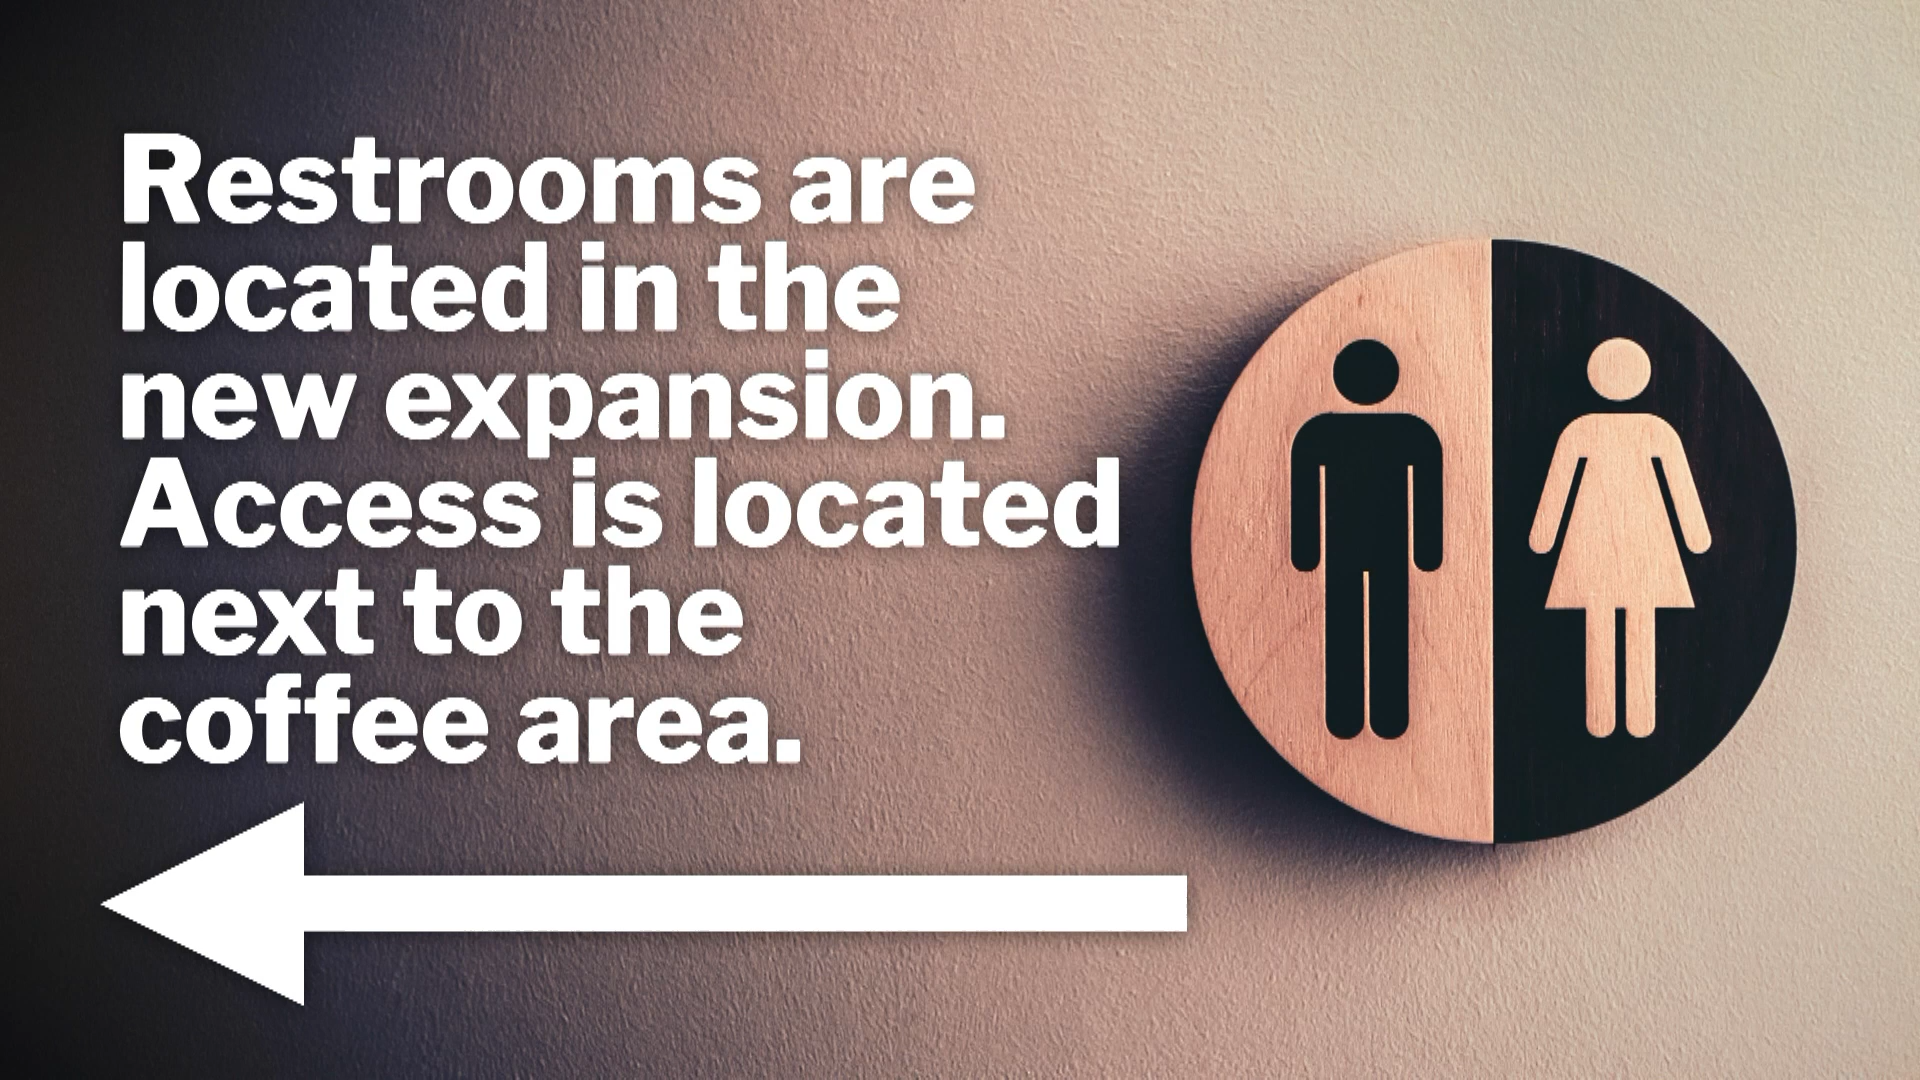 Restrooms are
located in the
new expansion.
Access is located
next to the
coffee area.